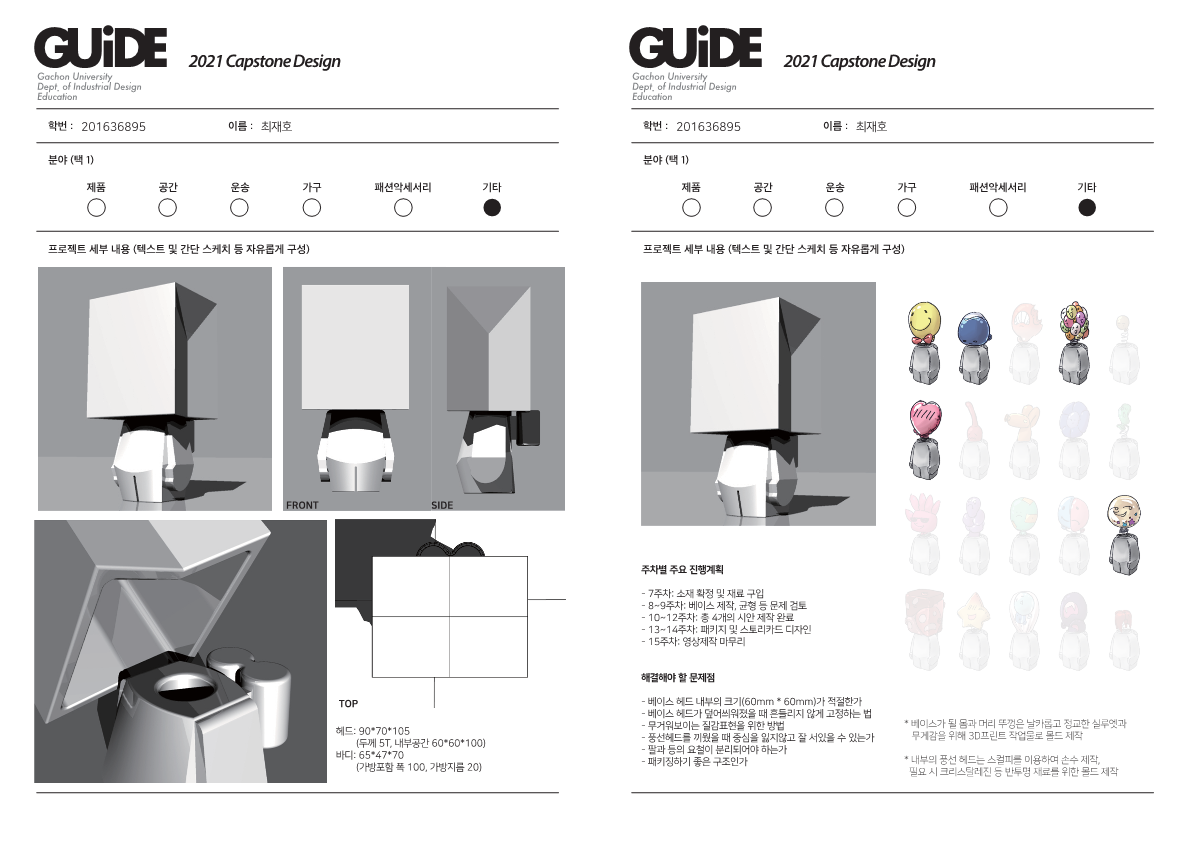 GUiDE
2021 Capstone Design
Gachon University
Dept, of Industrial Design
Education
학번 : 201636895 이름 : 최재호
분야 (택 1)
제품 공간 운송 가구 패션악세서리 기타
프로젝트 세부 내용 (텍스트 및 간단 스케치 등 자유롭게 구성)
FRONT SIDE
TOP
헤드: 90*70*105
(두께 5T, 내부공간 60*60*100)
바디: 65*47*70
(가방포함 폭 100, 가방지름 20)
GUiDE
2021 Capstone Design
Gachon University
Dept, of Industrial Design
Education
학번 : 201636895 이름 : 최재호
분야 (택 1)
제품 공간 운송 가구 패션악세서리 기타
프로젝트 세부 내용 (텍스트 및 간단 스케치 등 자유롭게 구성)
주차별 주요 진행계획
- 7주차: 소재 확정 및 재료 구입
- 8~9주차: 베이스 제작, 균형 등 문제 검토
- 10~12주차: 총 4개의 시안 제작 완료
- 13~14주차: 패키지 및 스토리카드 디자인
- 15주차: 영상제작 마무리
해결해야 할 문제점
- 베이스 헤드 내부의 크기(60mm * 60mm)가 적절한가
- 베이스 헤드가 덮어씌워졌을 때 흔들리지 않게 고정하는 법
- 무거워보이는 질감표현을 위한 방법
- 풍선헤드를 끼웠을 때 중심을 잃지않고 잘 서있을 수 있는가
- 팔과 등의 요철이 분리되어야 하는가
- 패키징하기 좋은 구조인가
* 베이스가 될 몸과 머리 뚜껑은 날카롭고 정교한 실루엣과
무게감을 위해 3D프린트 작업물로 몰드 제작
* 내부의 풍선 헤드는 스컬피를 이용하여 손수 제작,
필요 시 크리스탈레진 등 반투명 재료를 위한 몰드 제작